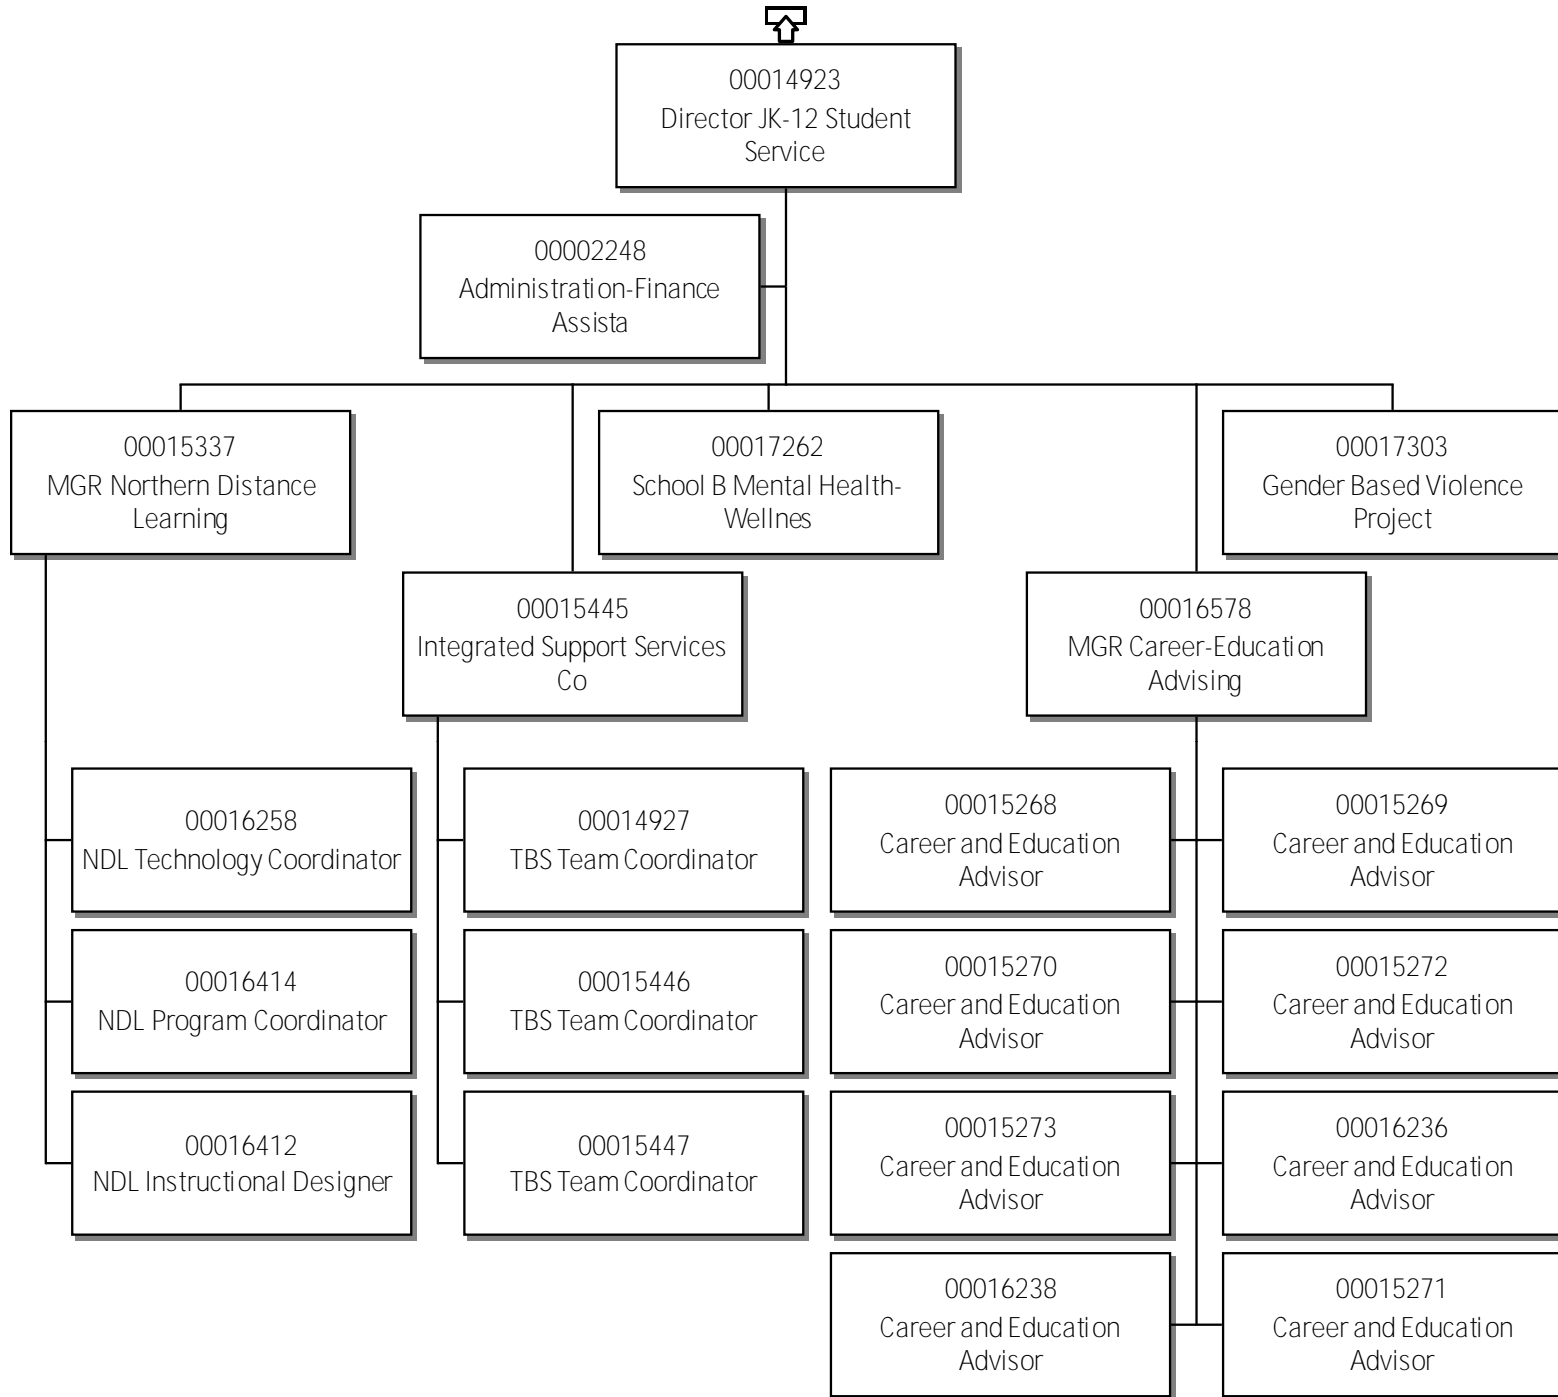 00014923
Director JK-12 Student
Service
00002248
Administration-Finance
Assista
00015337
MGR Northern Distance
Learning
00017262
School B Mental Health-
Wellnes
00017303
Gender Based Violence
Project
00015445
Integrated Support Services
Co
00016578
MGR Career-Education
Advising
00016258
NDL Technology Coordinator
00014927
TBS Team Coordinator
00015268
Career and Education
Advisor
00015269
Career and Education
Advisor
00016414
NDL Program Coordinator
00015446
TBS Team Coordinator
00015270
Career and Education
Advisor
00015272
Career and Education
Advisor
00016412
NDL Instructional Designer
00015447
TBS Team Coordinator
00015273
Career and Education
Advisor
00016236
Career and Education
Advisor
00016238
Career and Education
Advisor
00015271
Career and Education
Advisor